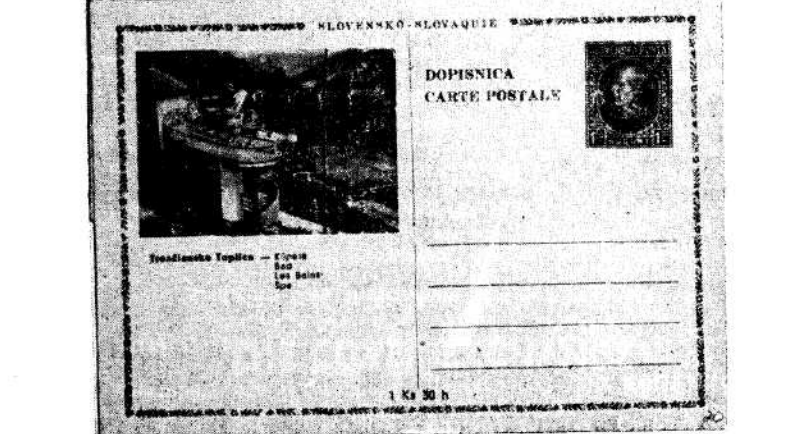 SLOVENSKO - SLOVAQUIE
DOPISNICA
CARTE POSTALE
Trenčianske Teplice — Kúpele
Bad
Les Bains
Spa
1 Ks 50 h